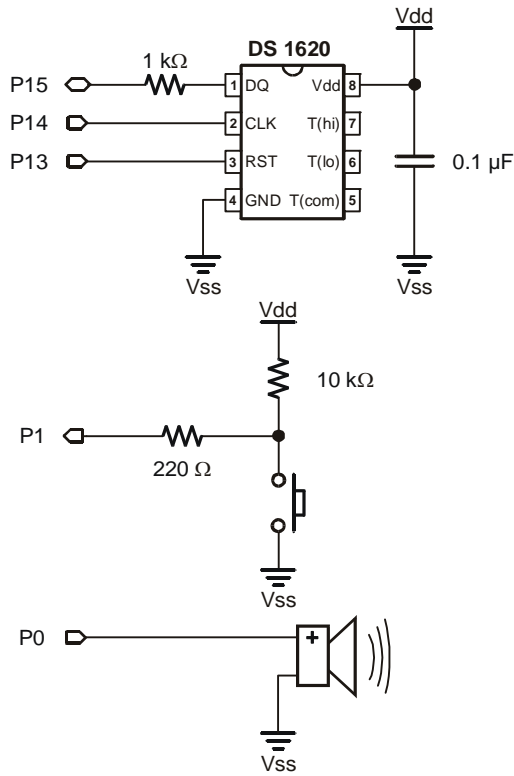 Vdd
DS 1620
1 kΩ
P15 1 DQ Vdd 8
P14 2 CLK T(hi) 7
P13 3 RST T(lo) 6 0.1 µF
4 GND T(com) 5
Vss Vss
Vdd
10 kΩ
P1
220 Ω
Vss
P0 +
Vss